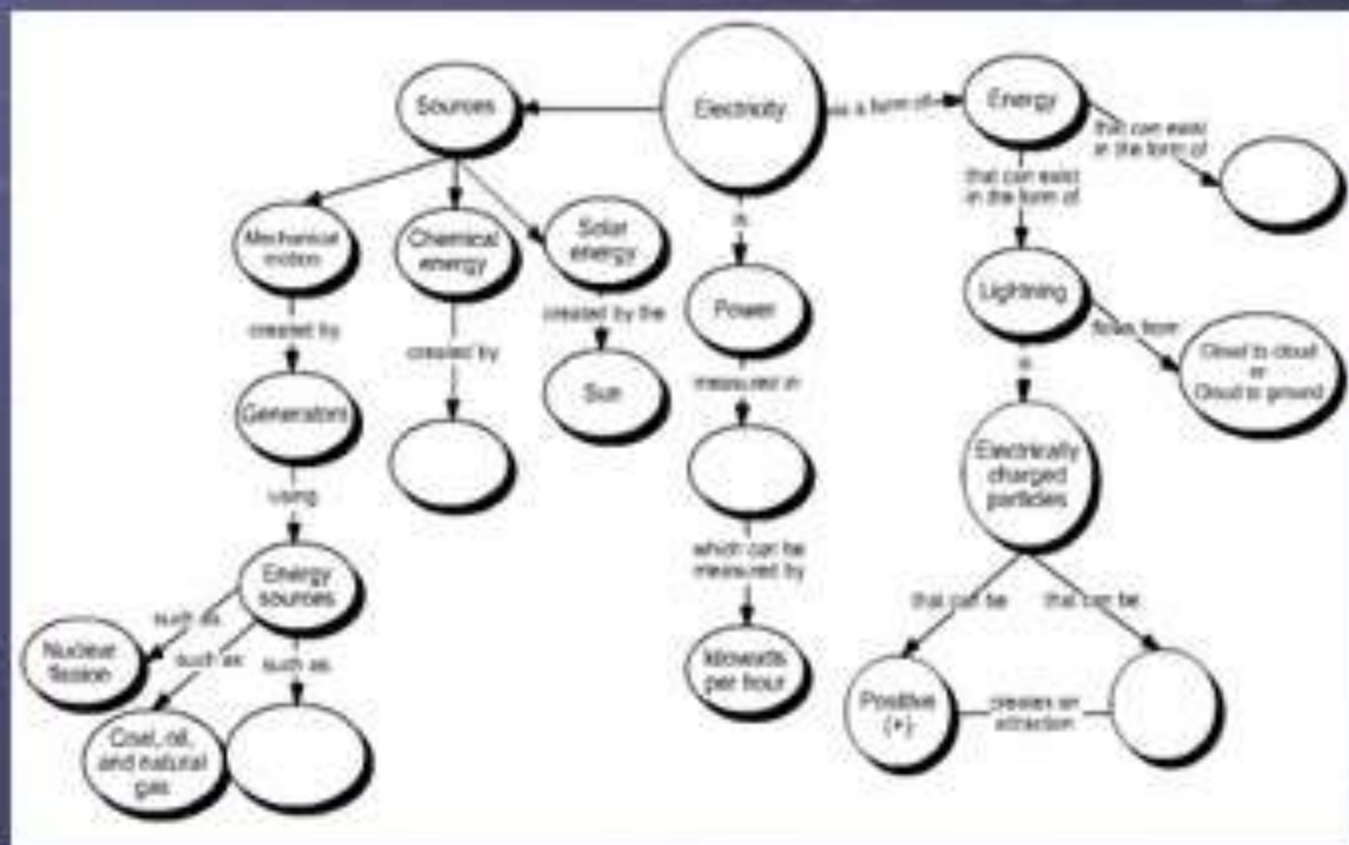 Sources
Electricity
is a form of
Energy
that can exist
in the form of
that can exist
in the form of
Mechanical
motion
Chemical
energy
Solar
energy
is
Power
Lightning
flows from
Cloud to cloud
or
Cloud to ground
created by
created by
created by the
Sun
measured in
is
Generators
Electrically
charged
particles
using
which can be
measured by
Energy
sources
such as
such as
such as
Nuclear
fission
Coal, oil,
and natural
gas
kilowatts
per hour
that can be
that can be
Positive
(+)
creates an
attraction